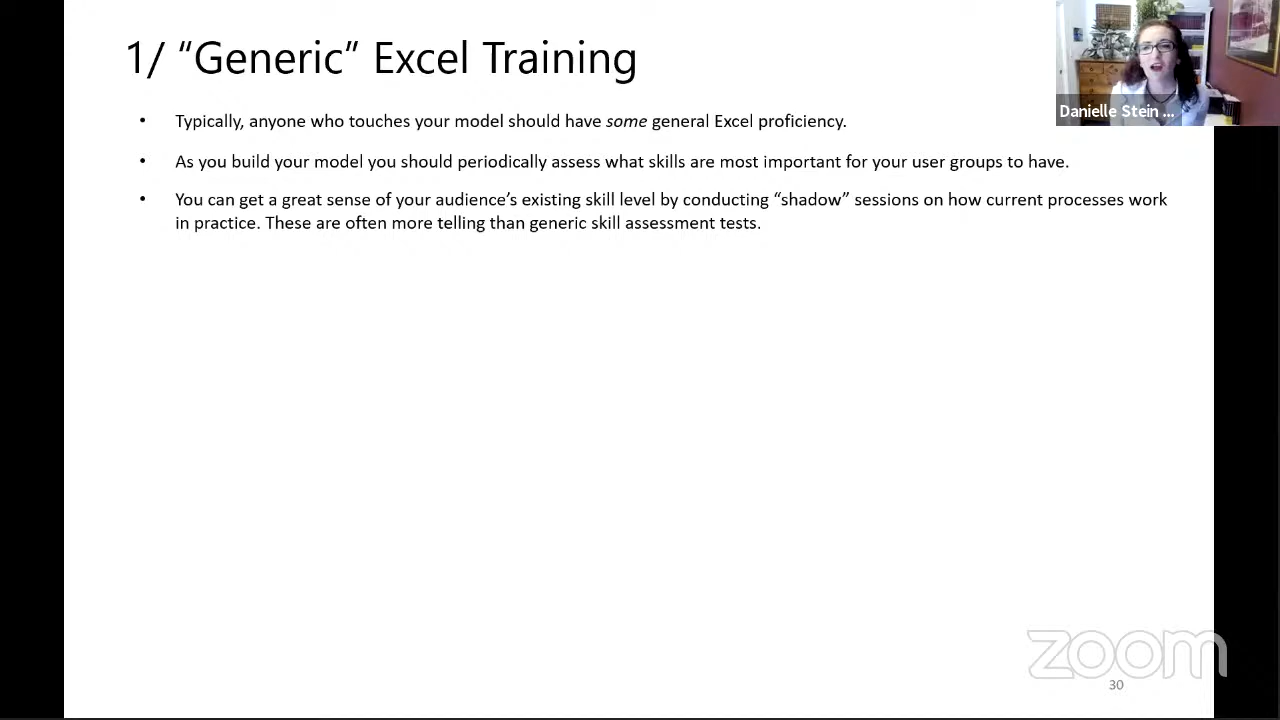 1/ “Generic” Excel Training
• Typically, anyone who touches your model should have some general Excel proficiency.
• As you build your model you should periodically assess what skills are most important for your user groups to have.
• You can get a great sense of your audience’s existing skill level by conducting “shadow” sessions on how current processes work
in practice. These are often more telling than generic skill assessment tests.
Danielle Stein ...
zoom
30